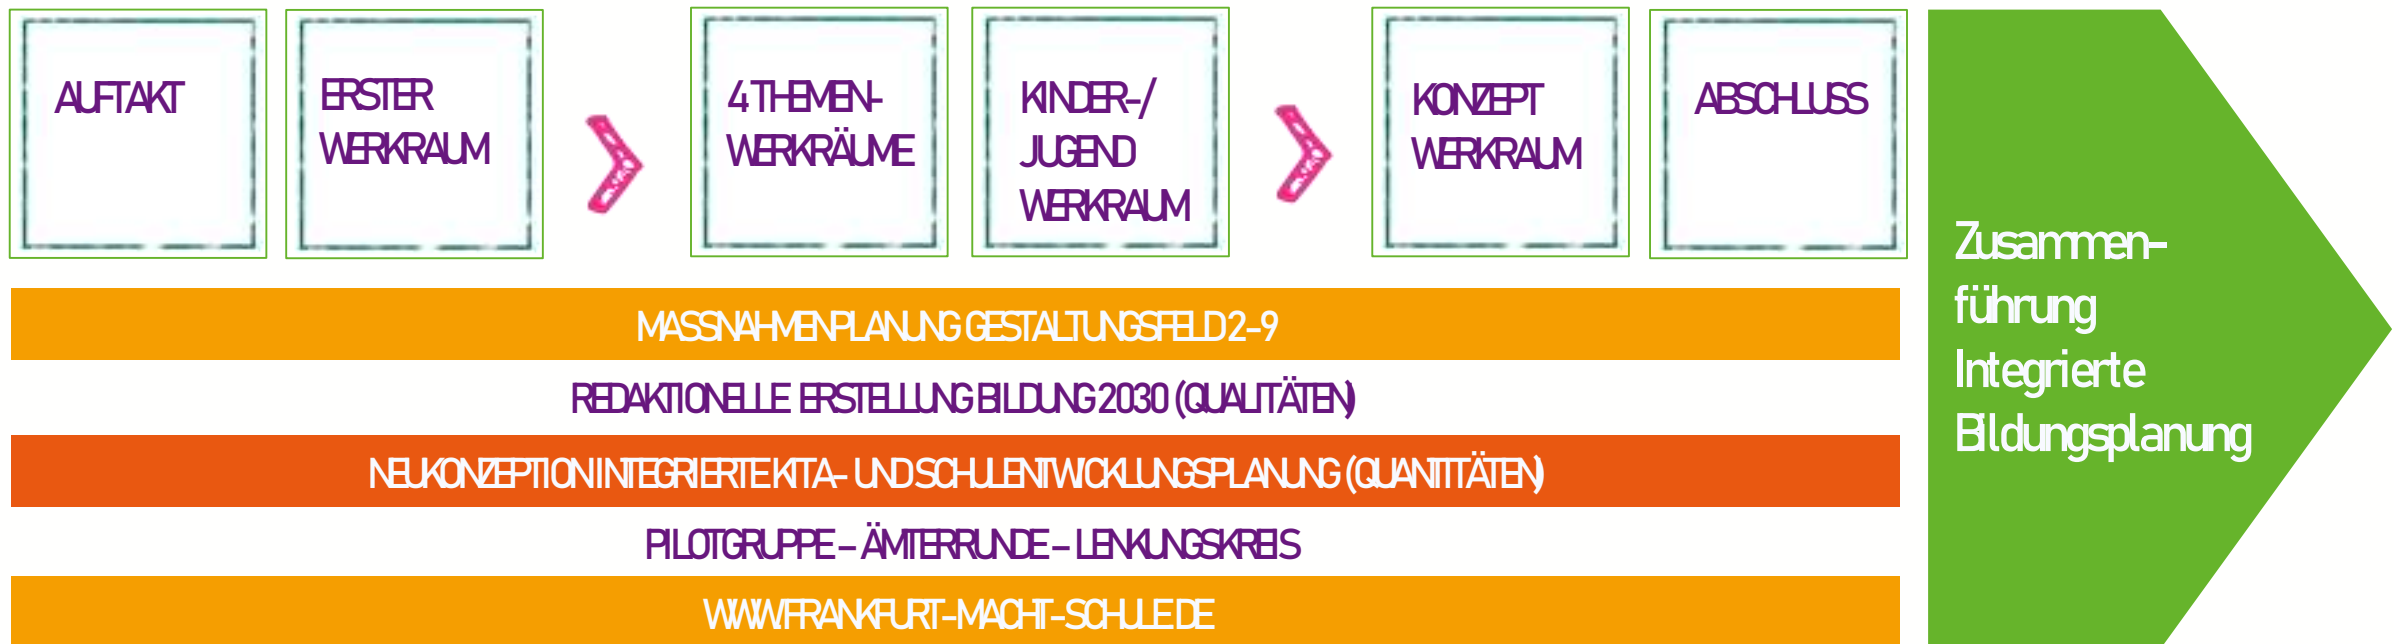 AUFTAKT
ERSTER
WERKRAUM
4 THEMEN-
WERKRÄUME
KINDER-/
JUGEND
WERKRAUM
KONZEPT
WERKRAUM
ABSCHLUSS
MASSNAHMENPLANUNG GESTALTUNGSFELD 2-9
REDAKTIONELLE ERSTELLUNG BILDUNG 2030 (QUALITÄTEN)
NEUKONZEPTION INTEGRIERTE KITA- UND SCHULENTWICKLUNGSPLANUNG (QUANTITÄTEN)
PILOTGRUPPE – ÄMTERRUNDE – LENKUNGSKREIS
WWW.FRANKFURT-MACHT-SCHULE.DE
Zusammen-
führung
Integrierte
Bildungsplanung